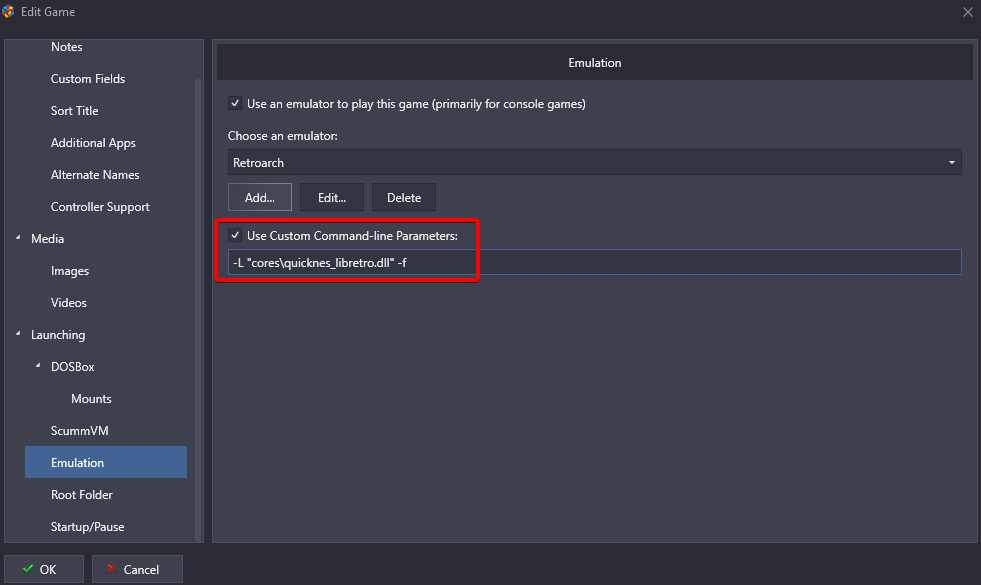 Edit Game
Notes
Custom Fields
Sort Title
Additional Apps
Alternate Names
Controller Support
Media
Images
Videos
Launching
DOSBox
Mounts
ScummVM
Emulation
Root Folder
Startup/Pause
Emulation
Use an emulator to play this game (primarily for console games)
Choose an emulator:
Retroarch
Add... Edit... Delete
Use Custom Command-line Parameters:
-L "cores\quicknes_libretro.dll" -f
OK Cancel